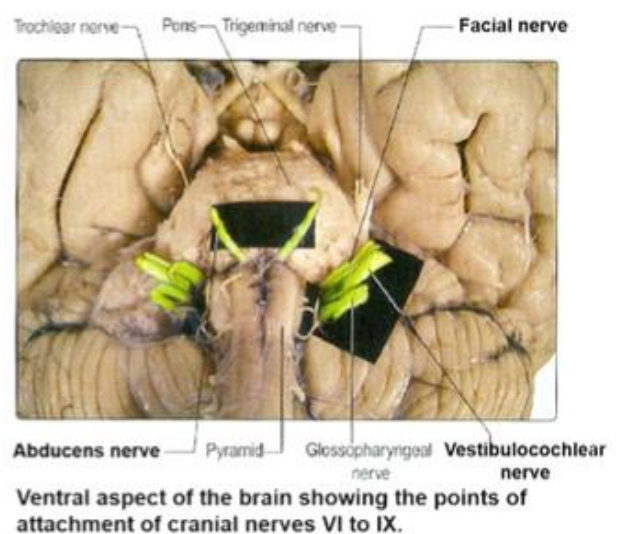 Trochlear nerve Pons Trigeminal nerve Facial nerve
Abducens nerve Pyramid Glossopharyngeal nerve Vestibulocochlear nerve
Ventral aspect of the brain showing the points of
attachment of cranial nerves VI to IX.